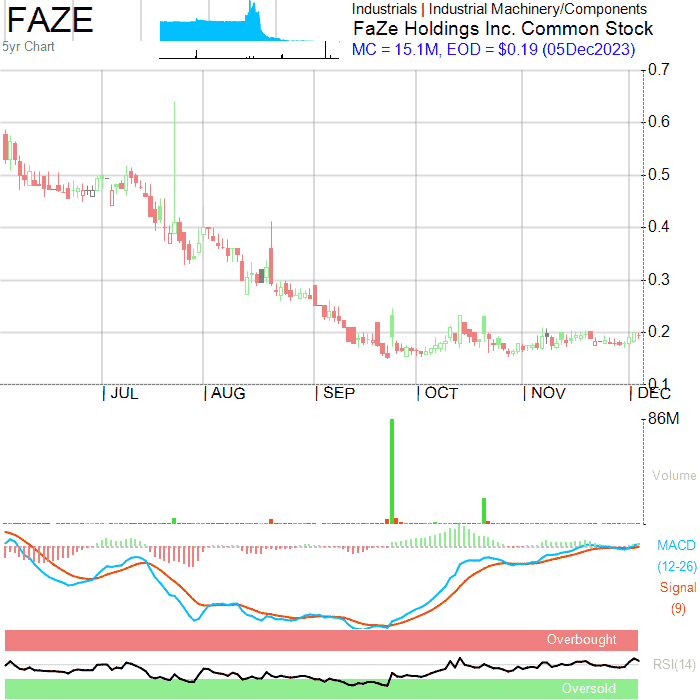 FAZE
5yr Chart
Industrials | Industrial Machinery/Components
FaZe Holdings Inc. Common Stock
MC = 15.1M, EOD = $0.19 (05Dec2023)
0.7
0.6
0.5
0.4
0.3
0.2
0.1
| JUL | AUG | SEP | OCT | NOV | DEC
86M
Volume
MACD
(12-26)
Signal
(9)
Overbought
RSI(14)
Oversold